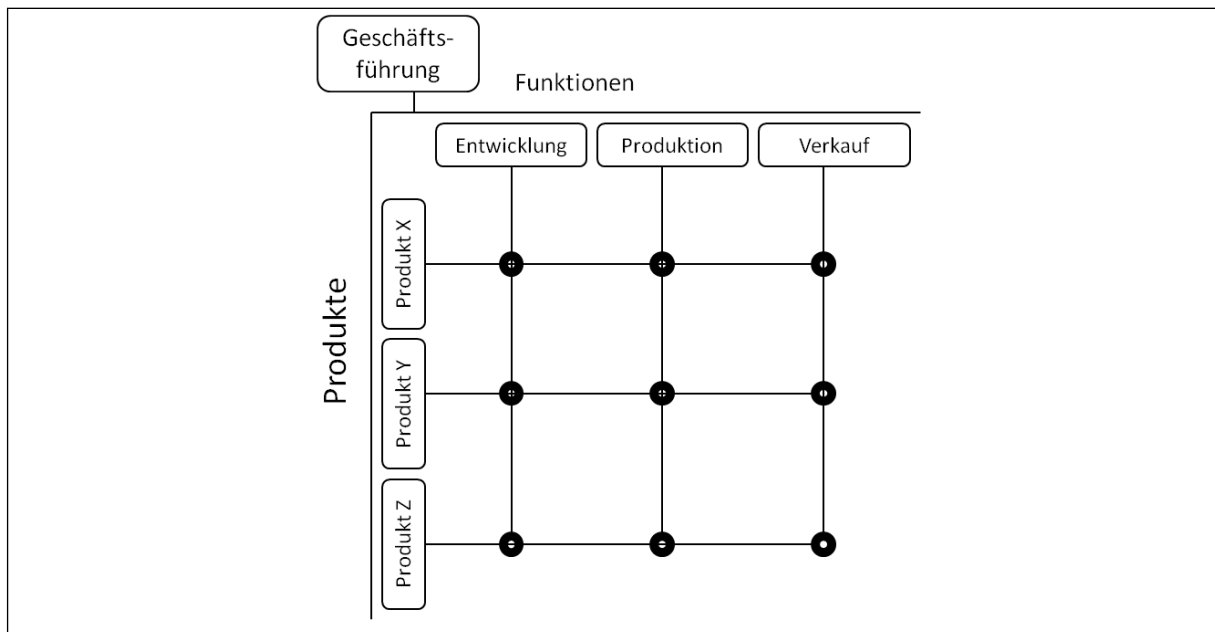 Geschäfts-
führung
Funktionen
Entwicklung
Produktion
Verkauf
Produkte
Produkt X
Produkt Y
Produkt Z